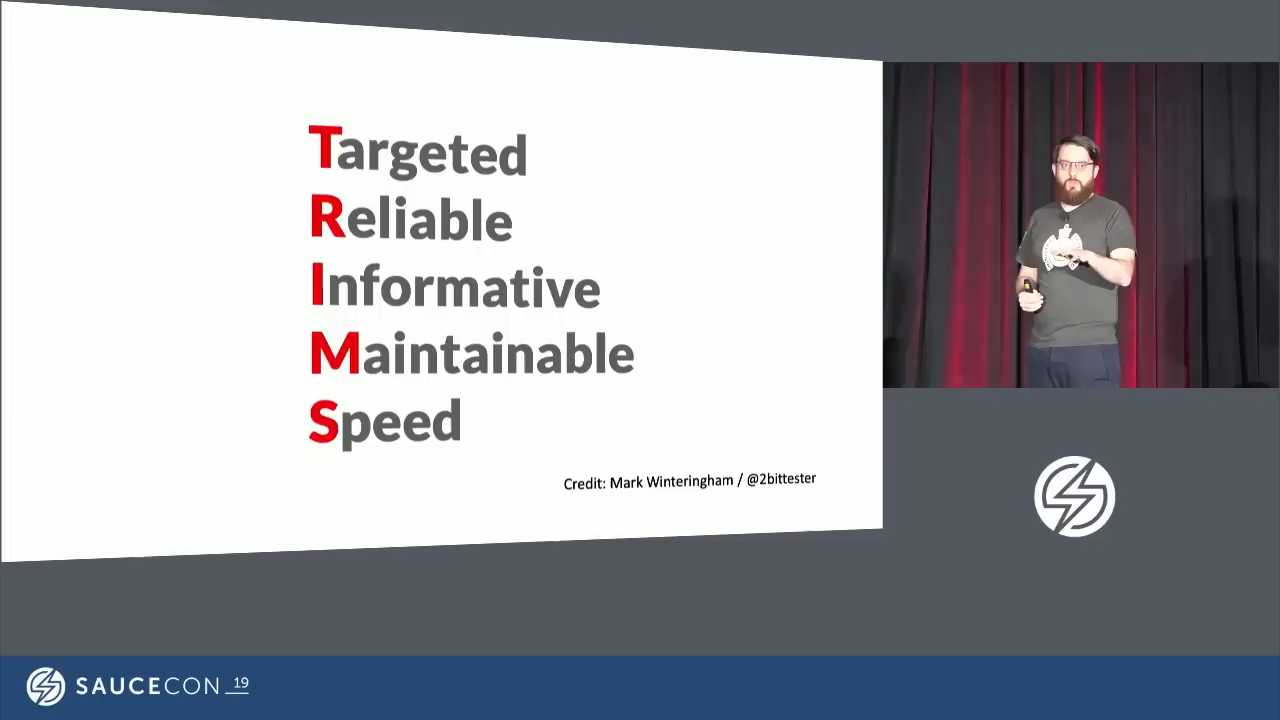 Targeted
Reliable
Informative
Maintainable
Speed
Credit: Mark Winteringham / @2bittester
SAUCECON 19